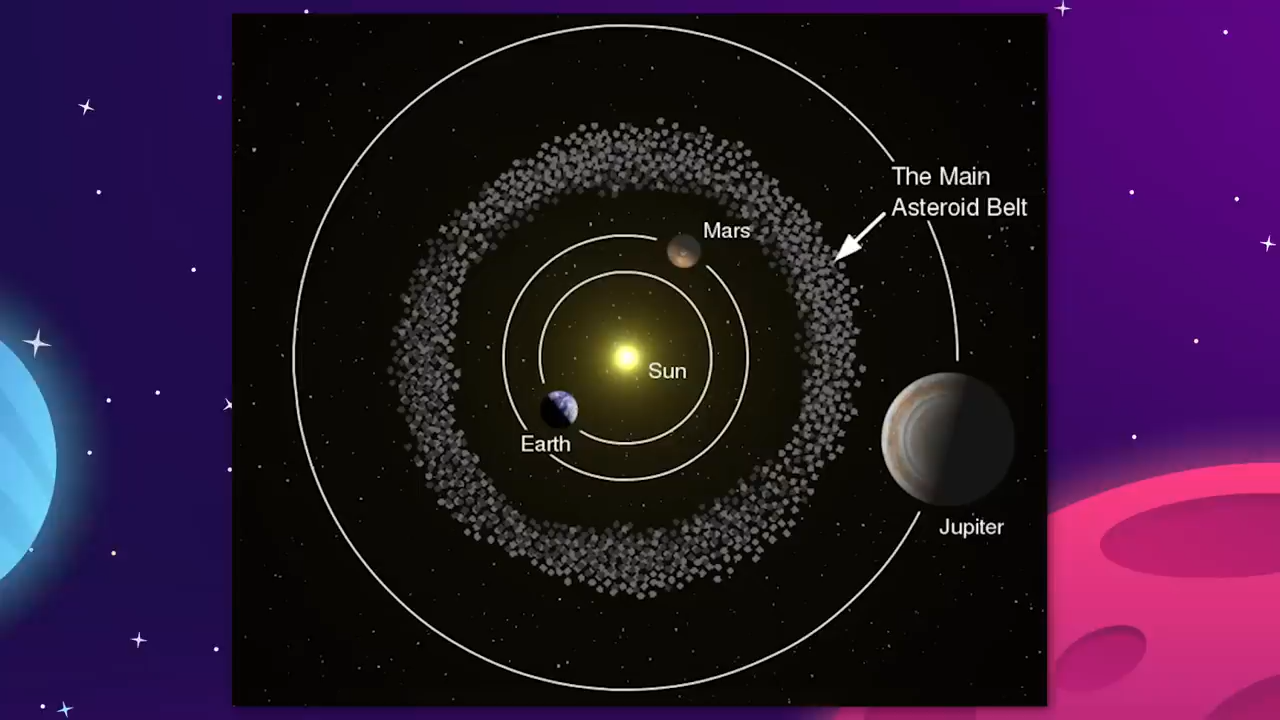 The Main
Asteroid Belt
Mars
Sun
Earth
Jupiter